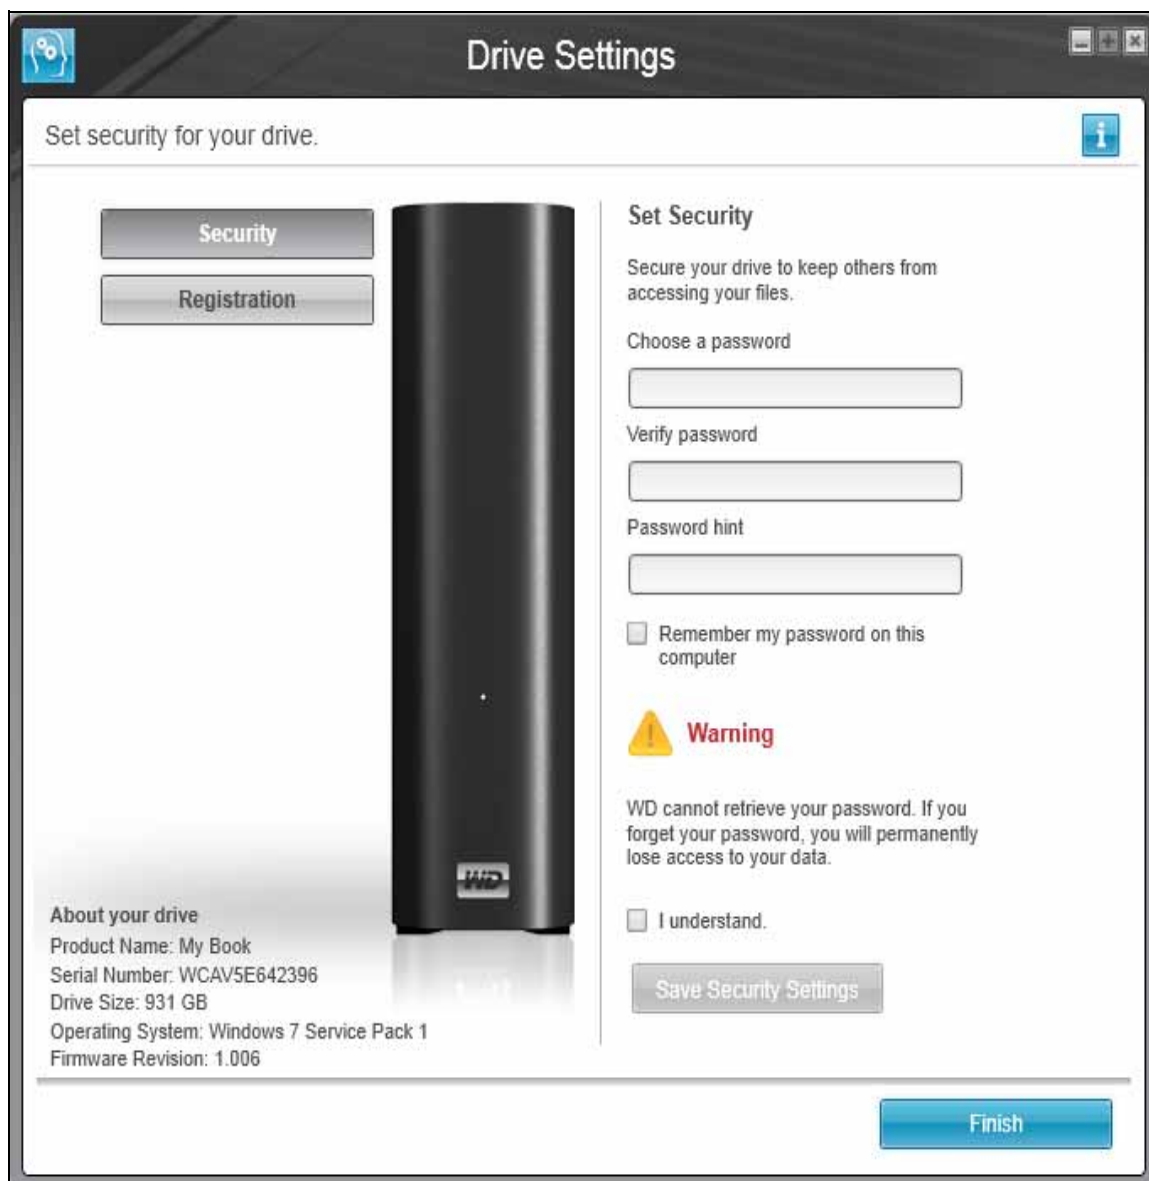 Drive Settings
Set security for your drive.
i
Security
Registration
Set Security
Secure your drive to keep others from
accessing your files.
Choose a password
Verify password
Password hint
Remember my password on this
computer
Warning
WD cannot retrieve your password. If you
forget your password, you will permanently
lose access to your data.
I understand.
Save Security Settings
WD
About your drive
Product Name: My Book
Serial Number: WCAV5E642396
Drive Size: 931 GB
Operating System: Windows 7 Service Pack 1
Firmware Revision: 1.006
Finish